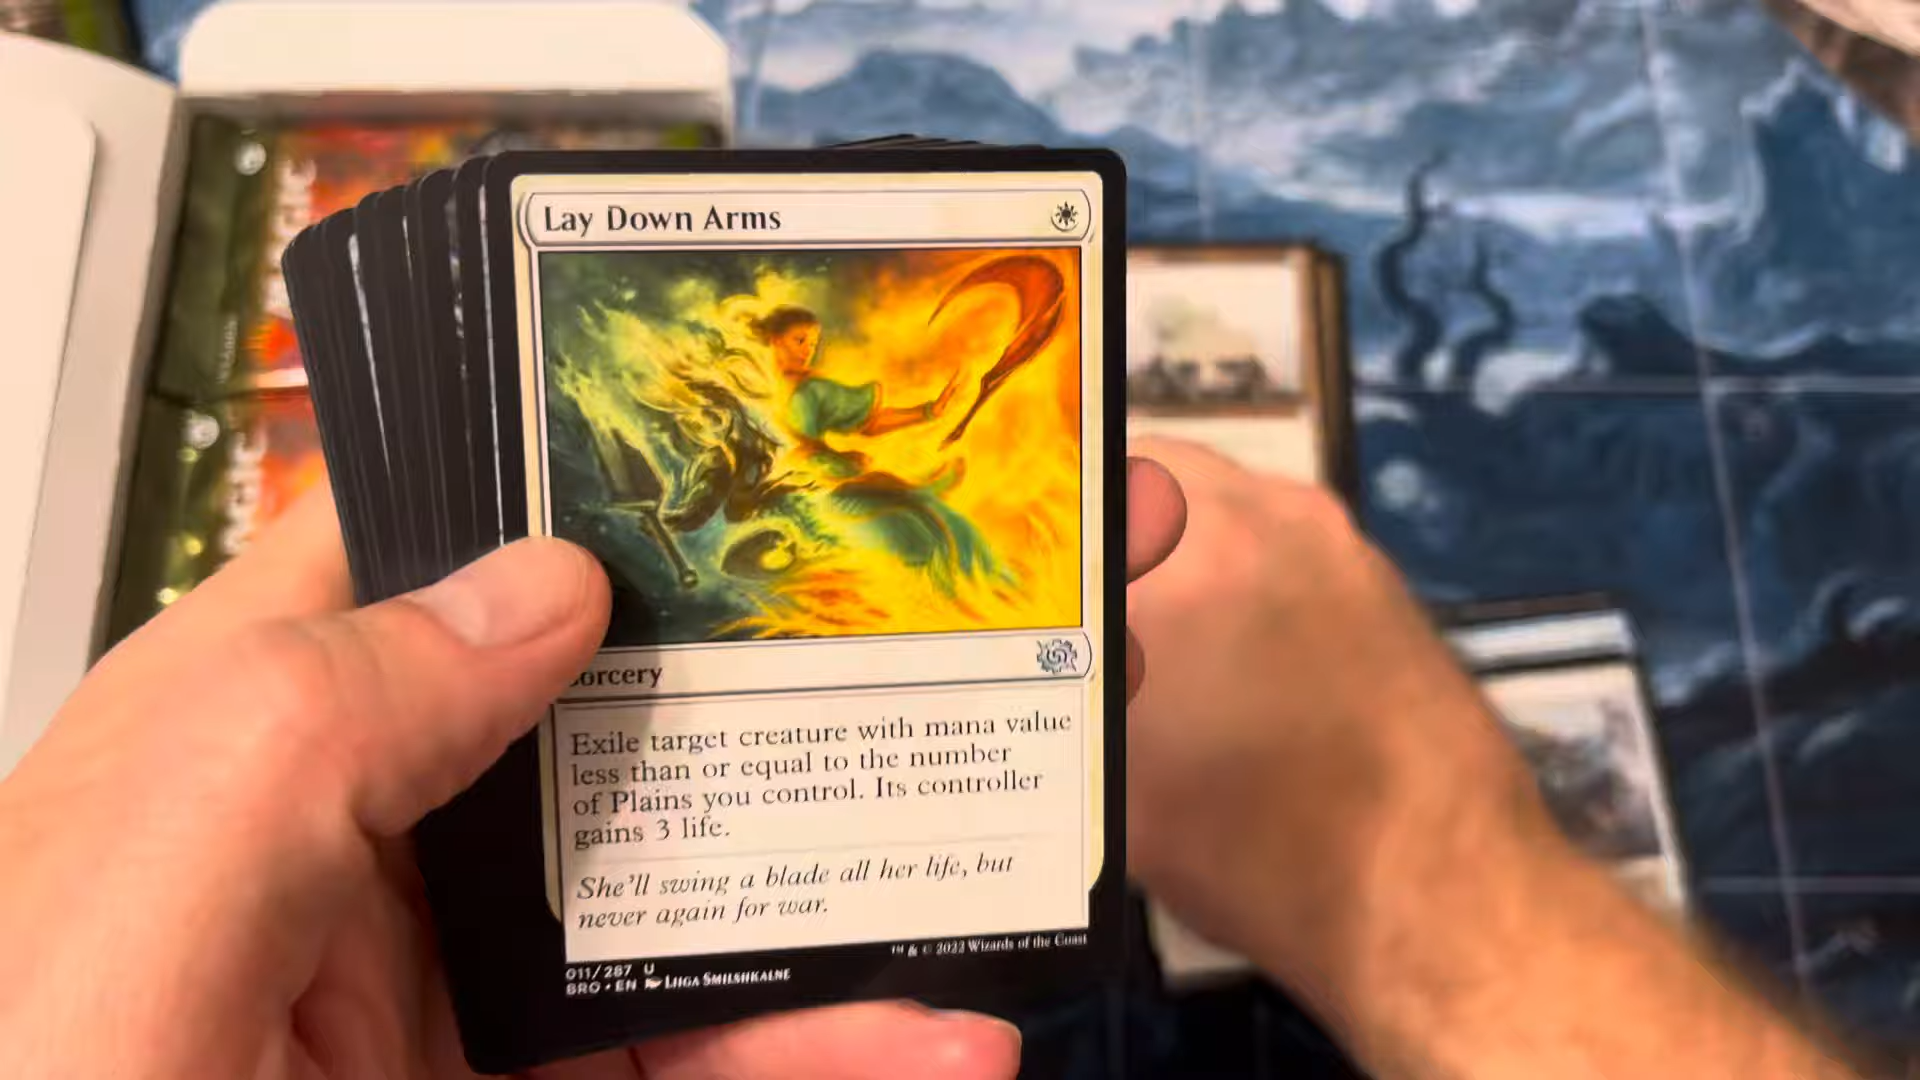 Lay Down Arms
Exile target creature with mana value
less than or equal to the number
of Plains you control. Its controller
gains 3 life.
She'll swing a blade all her life, but
never again for war.
™ & © 2022 Wizards of the Coast
011/287 U
BRO • EN LIIGA SMILSHKALNE